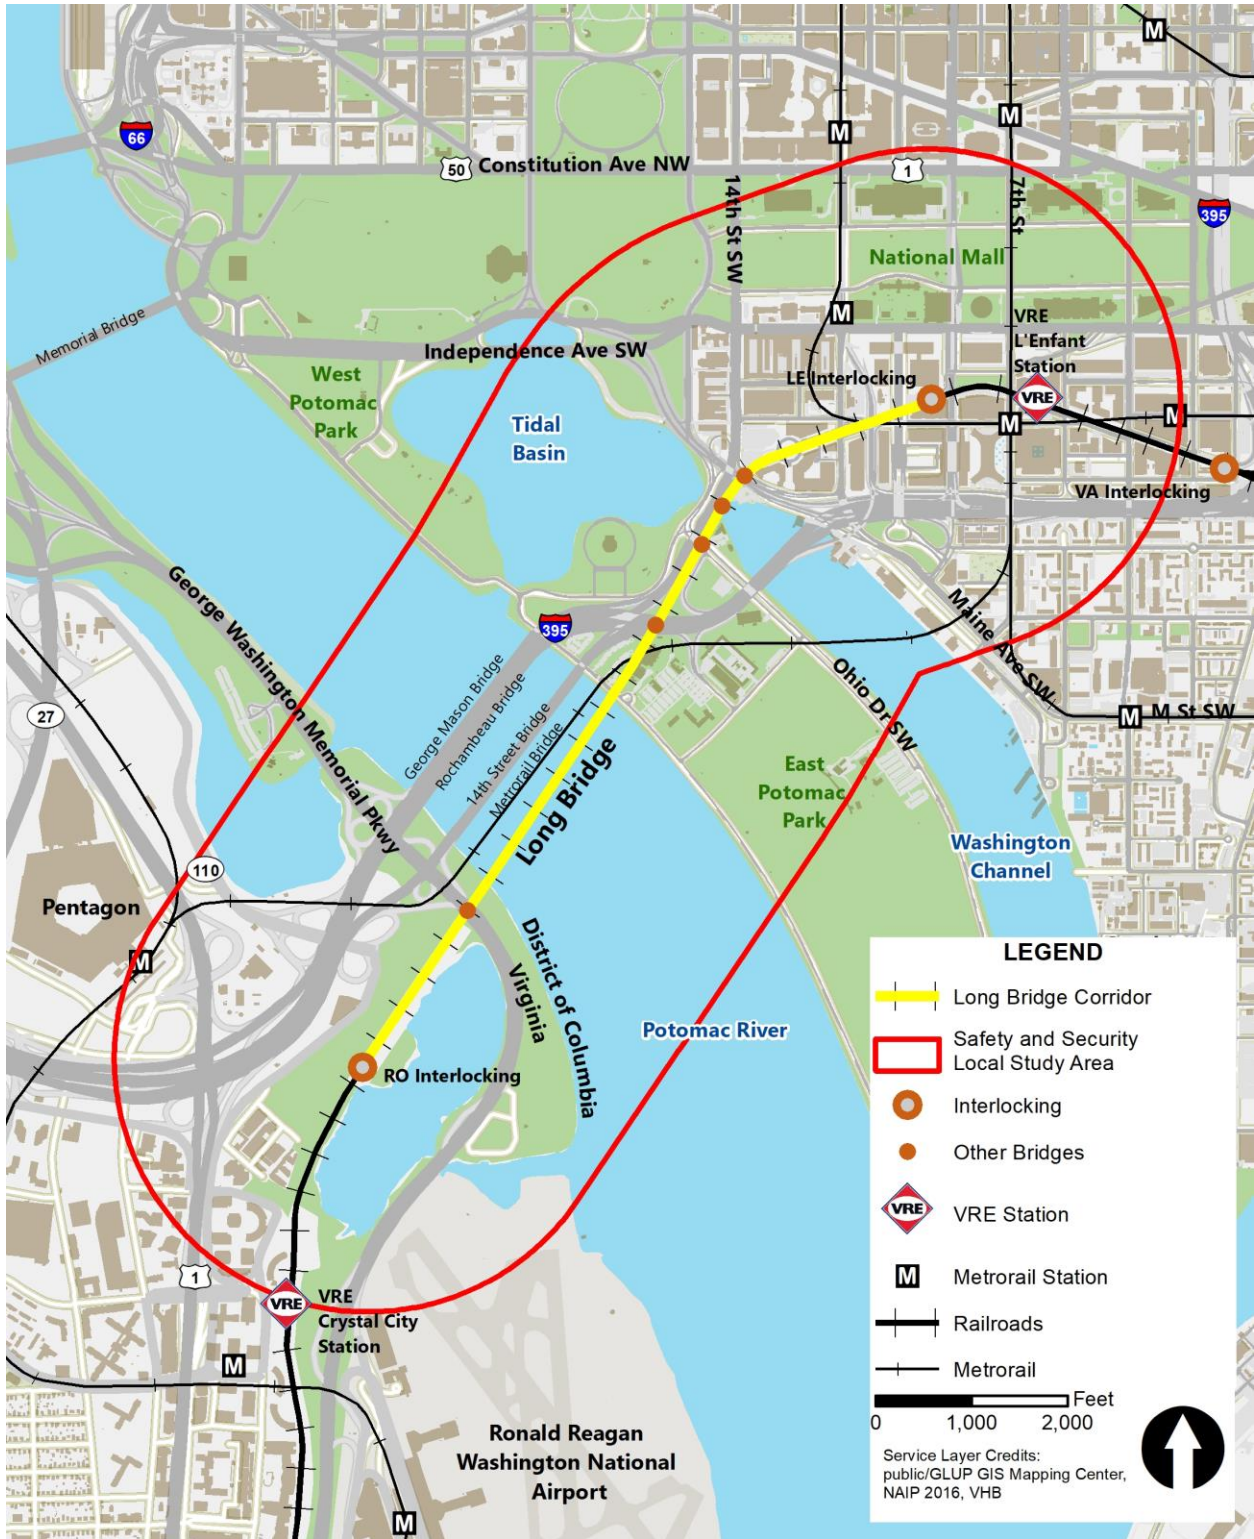 M
M
M
66
50
Constitution Ave NW
1
395
14th St SW
7th St
National Mall
M
Memorial Bridge
VRE
L'Enfant
Station
Independence Ave SW
West
Potomac
Park
LE Interlocking
VRE
Tidal
Basin
M
M
VA Interlocking
George Washington Memorial Pkwy
395
Maine Ave SW
Ohio Dr SW
27
George Mason Bridge
Rochambeau Bridge
14th Street Bridge
Metrorail Bridge
Long Bridge
M
M St SW
East
Potomac
Park
Washington
Channel
110
Pentagon
M
District of Columbia
Virginia
Potomac River
RO Interlocking
1
VRE
VRE
Crystal City
Station
M
Ronald Reagan
Washington National
Airport
M
LEGEND
Long Bridge Corridor
Safety and Security
Local Study Area
Interlocking
Other Bridges
VRE
VRE Station
M
Metrorail Station
Railroads
Metrorail
Feet
0 1,000 2,000
Service Layer Credits:
public/GLUP GIS Mapping Center,
NAIP 2016, VHB